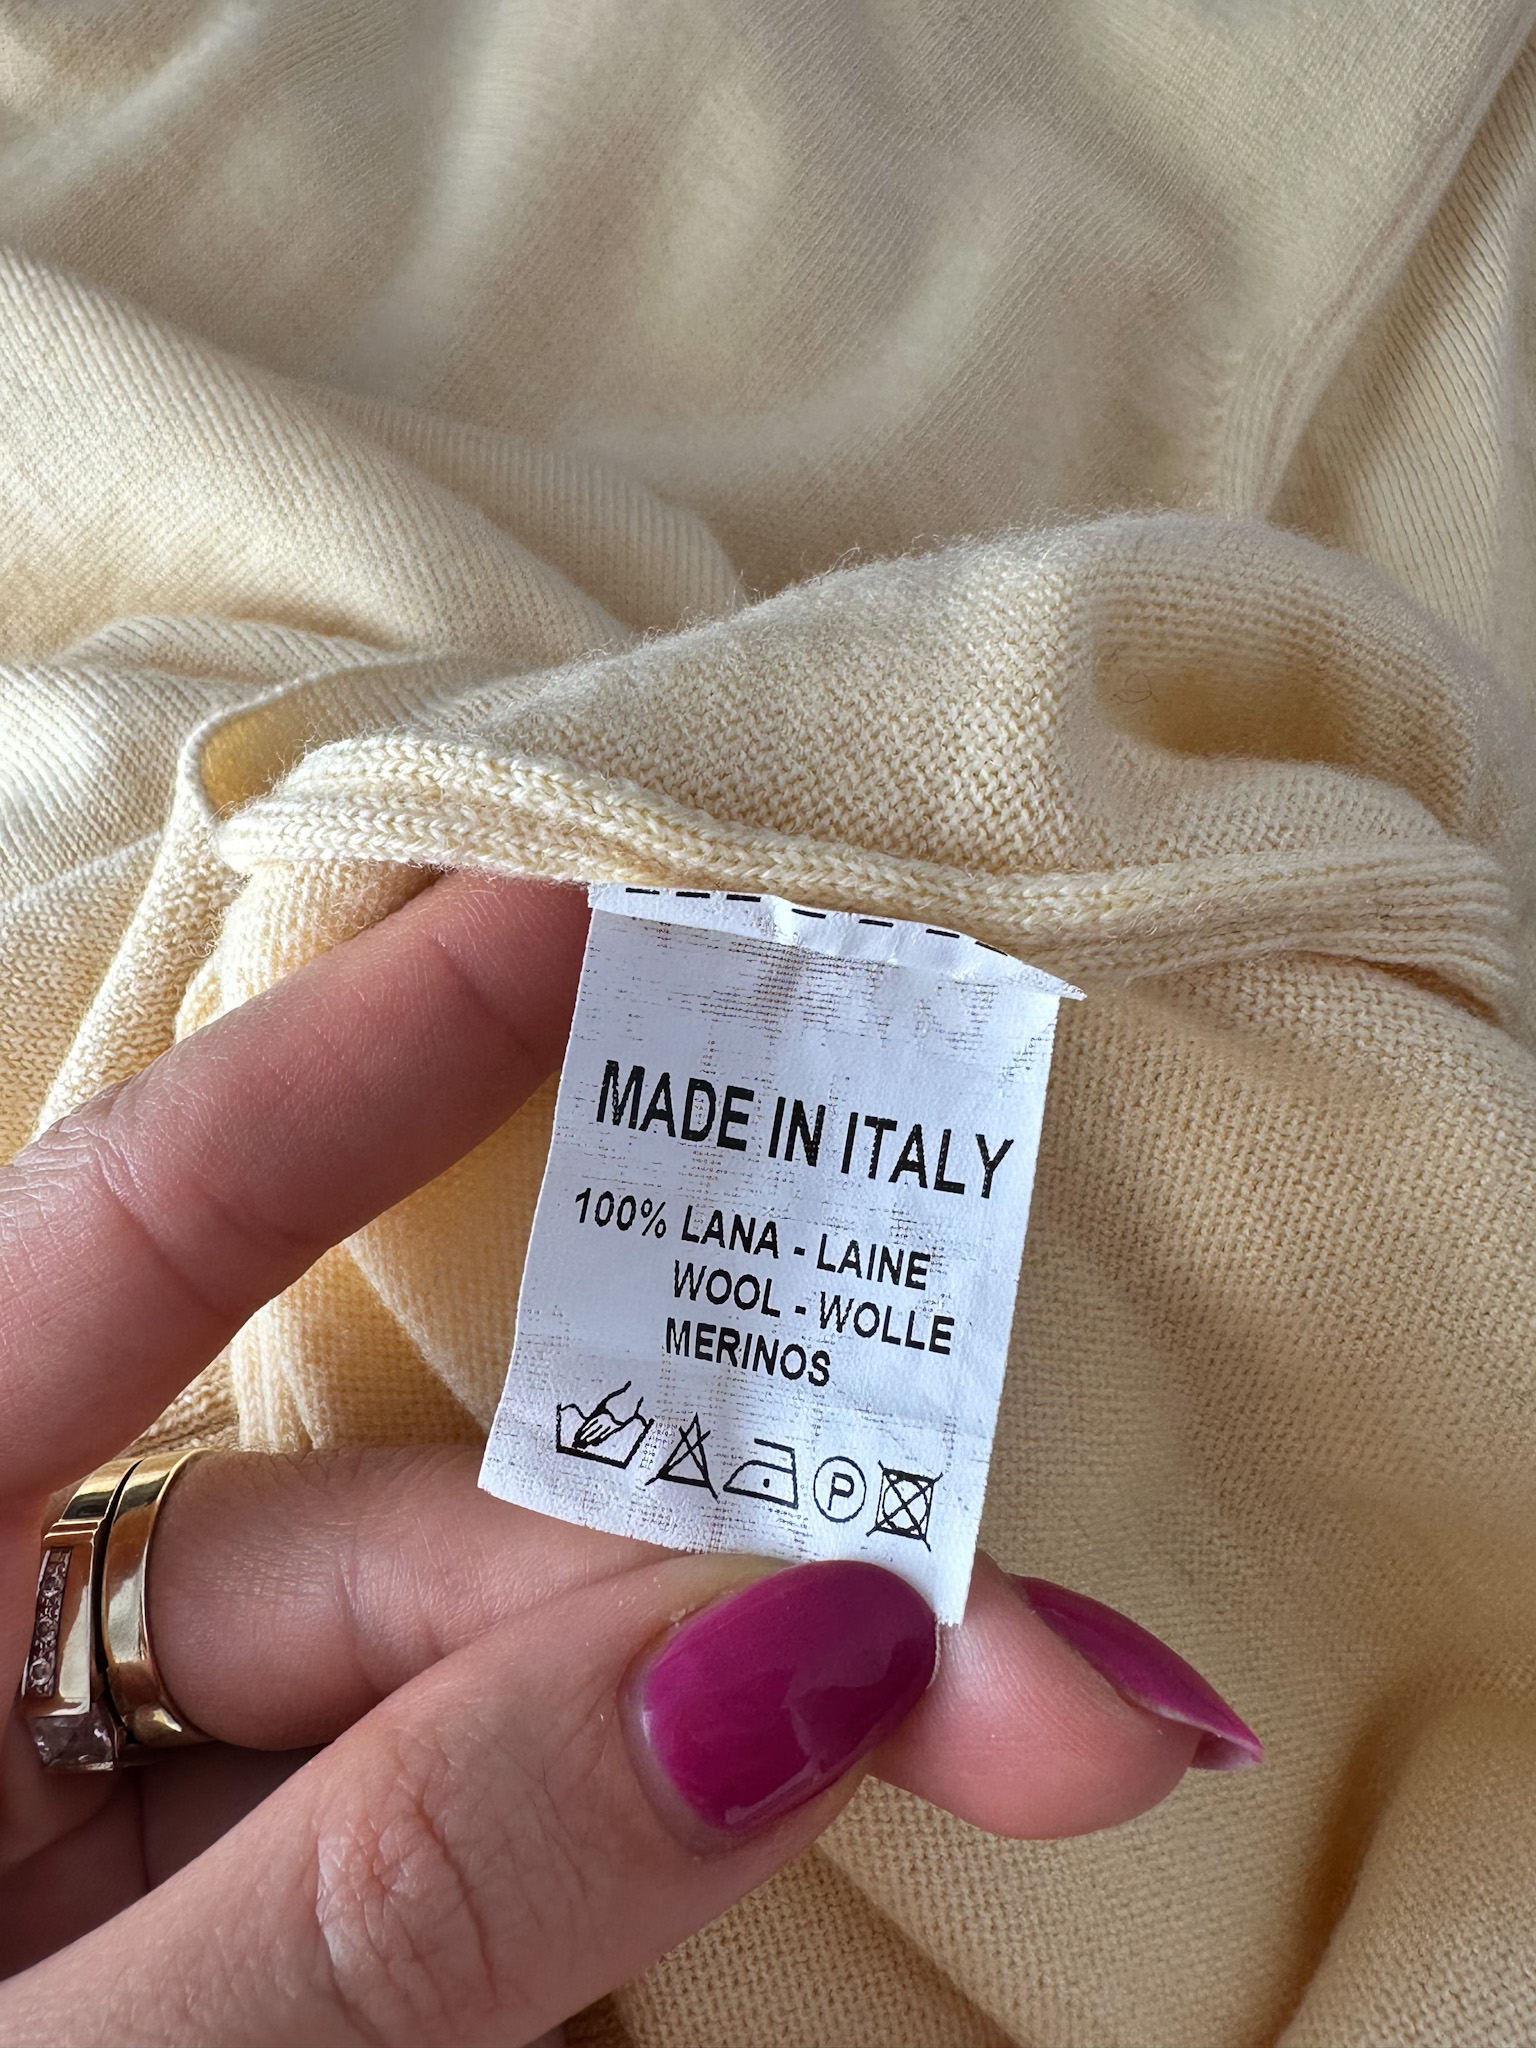 MADE IN ITALY
100% LANA - LAINE
WOOL - WOLLE
MERINOS
P